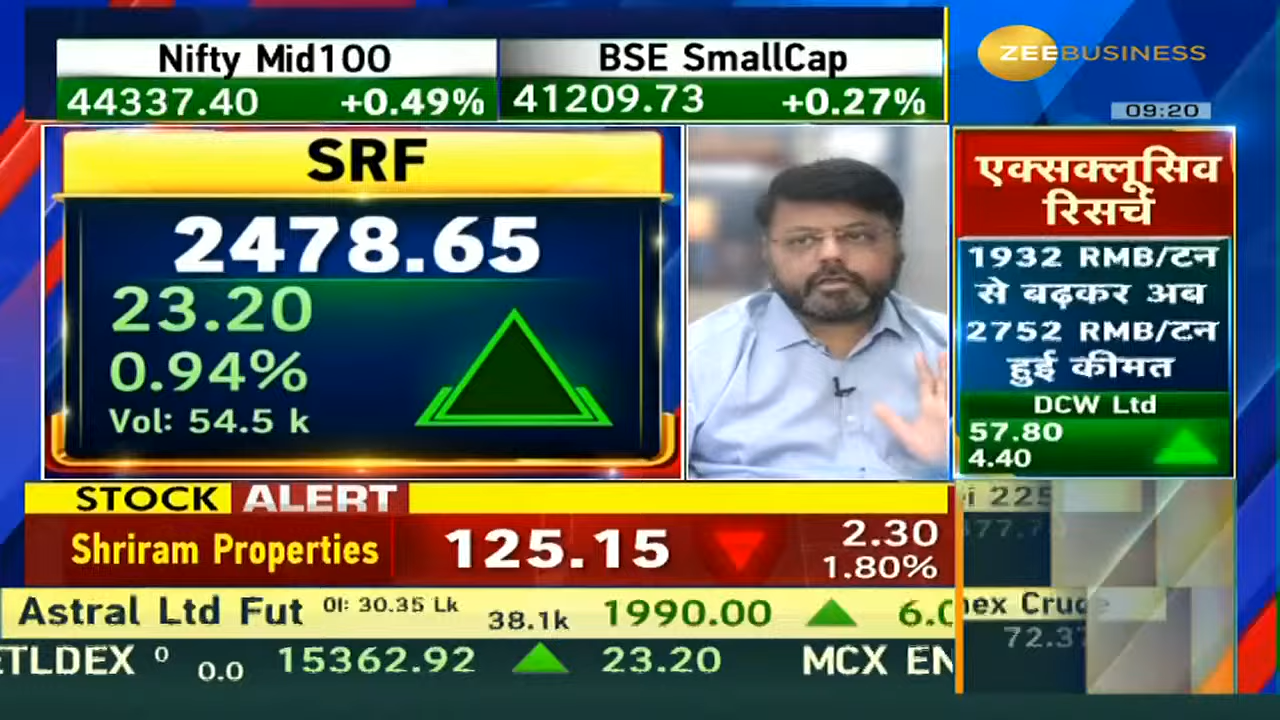 Nifty Mid100
44337.40 +0.49%
BSE SmallCap
41209.73 +0.27%
ZEEBUSINESS
09:20
SRF
2478.65
23.20
0.94%
Vol: 54.5 k
एक्सक्लूसिव
रिसर्च
1932 RMB/टन
से बढ़कर अब
2752 RMB/टन
हुई कीमत
DCW Ltd
57.80
4.40
STOCK ALERT
Shriram Properties 125.15 2.30
1.80%
Astral Ltd Fut OI: 30.35 Lk 38.1k 1990.00
ETLDEX 0 0.0 15362.92 23.20 MCX EN
225
72.37